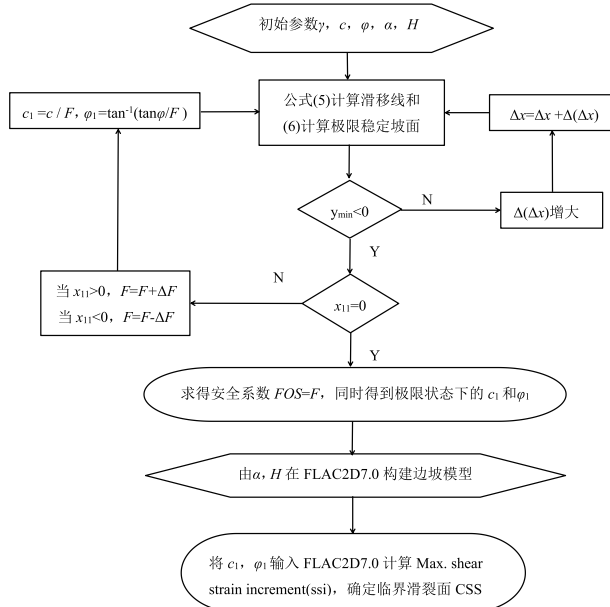 初始参数γ，c，φ，α，H
c₁ =c / F，φ₁=tan⁻¹(tanφ/F )
公式(5)计算滑移线和
(6)计算极限稳定坡面
Δx=Δx +Δ(Δx)
yₘᵢₙ<0
N
Δ(Δx)增大
Y
当 x₁₁>0，F=F+ΔF
当 x₁₁<0，F=F-ΔF
N
x₁₁=0
Y
求得安全系数 FOS=F，同时得到极限状态下的 c₁ 和φ₁
由α，H 在 FLAC2D7.0 构建边坡模型
将 c₁，φ₁ 输入 FLAC2D7.0 计算 Max. shear
strain increment(ssi)，确定临界滑裂面 CSS